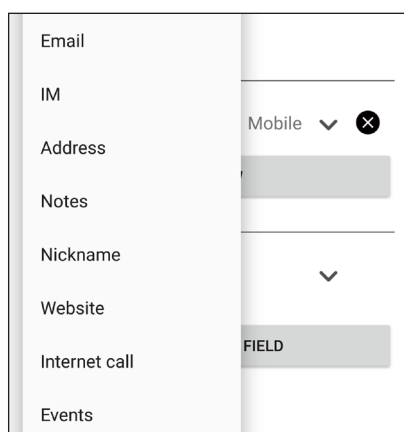 Email
IM
Address
Notes
Nickname
Website
Internet call
Events
Mobile
FIELD